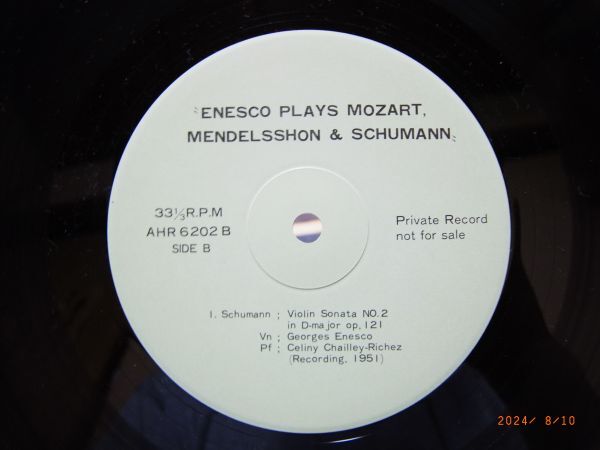 "ENESCO PLAYS MOZART,
MENDELSSHON & SCHUMANN"
33⅓R.P.M
AHR 6202 B
SIDE B
Private Record
not for sale
I. Schumann ; Violin Sonata NO.2
in D-major op,121
Vn ; Georges Enesco
Pf ; Celiny Chailley-Richez
(Recording, 1951)
2024/ 8/10